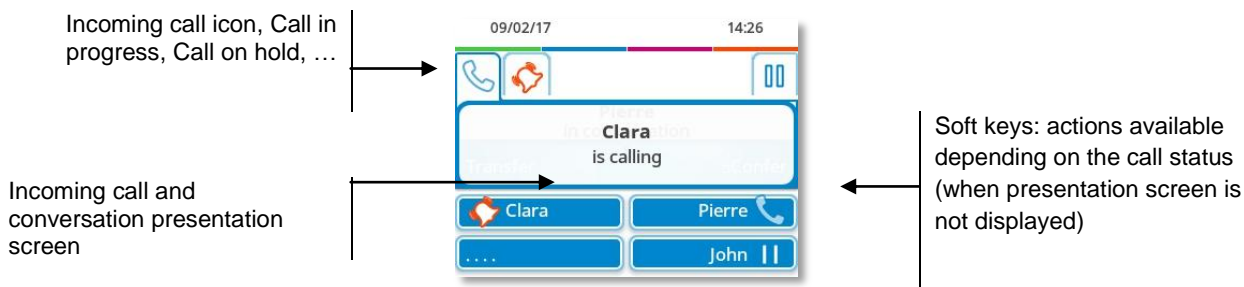 Incoming call icon, Call in
progress, Call on hold, …
09/02/17 14:26
Pierre
in conversation
Clara
is calling
Transfer
Clara Pierre
.... John
Incoming call and
conversation presentation
screen
Soft keys: actions available
depending on the call status
(when presentation screen is
not displayed)